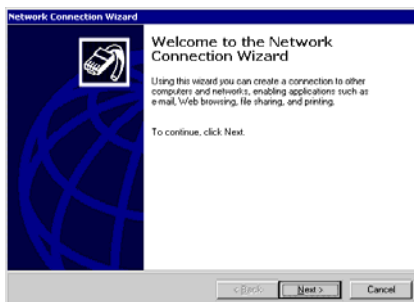 Network Connection Wizard
Welcome to the Network
Connection Wizard
Using this wizard you can create a connection to other
computers and networks, enabling applications such as
e-mail, Web browsing, file sharing, and printing.
To continue, click Next.
< Back Next > Cancel